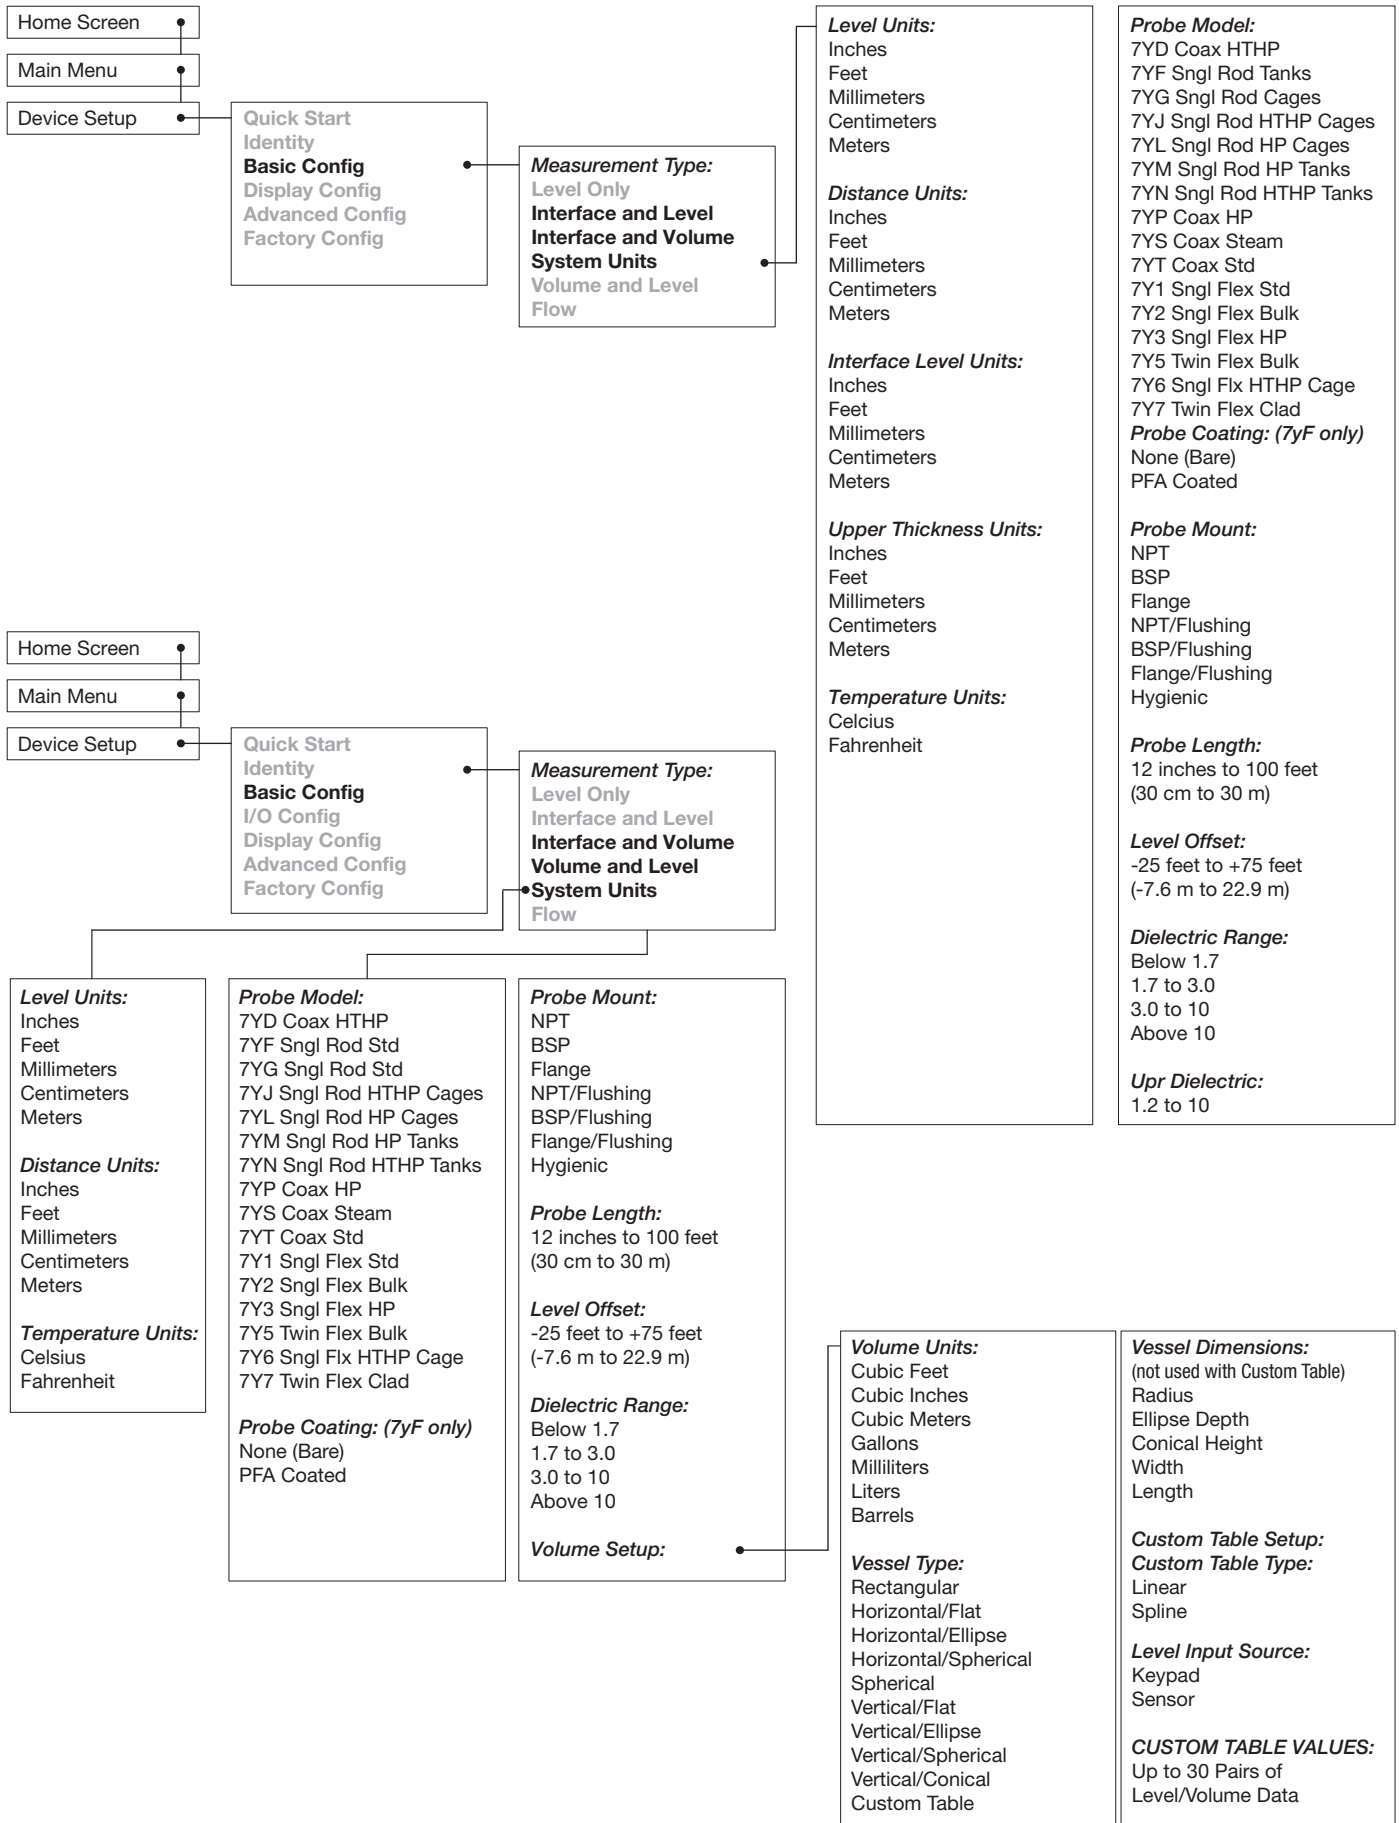 Home Screen
Main Menu
Device Setup
Quick Start
Identity
Basic Config
Display Config
Advanced Config
Factory Config
Measurement Type:
Level Only
Interface and Level
Interface and Volume
System Units
Volume and Level
Flow
Level Units:
Inches
Feet
Millimeters
Centimeters
Meters
Distance Units:
Inches
Feet
Millimeters
Centimeters
Meters
Interface Level Units:
Inches
Feet
Millimeters
Centimeters
Meters
Upper Thickness Units:
Inches
Feet
Millimeters
Centimeters
Meters
Temperature Units:
Celcius
Fahrenheit
Probe Model:
7YD Coax HTHP
7YF Sngl Rod Tanks
7YG Sngl Rod Cages
7YJ Sngl Rod HTHP Cages
7YL Sngl Rod HP Cages
7YM Sngl Rod HP Tanks
7YN Sngl Rod HTHP Tanks
7YP Coax HP
7YS Coax Steam
7YT Coax Std
7Y1 Sngl Flex Std
7Y2 Sngl Flex Bulk
7Y3 Sngl Flex HP
7Y5 Twin Flex Bulk
7Y6 Sngl Flx HTHP Cage
7Y7 Twin Flex Clad
Probe Coating: (7yF only)
None (Bare)
PFA Coated
Probe Mount:
NPT
BSP
Flange
NPT/Flushing
BSP/Flushing
Flange/Flushing
Hygienic
Probe Length:
12 inches to 100 feet
(30 cm to 30 m)
Level Offset:
-25 feet to +75 feet
(-7.6 m to 22.9 m)
Dielectric Range:
Below 1.7
1.7 to 3.0
3.0 to 10
Above 10
Upr Dielectric:
1.2 to 10
Home Screen
Main Menu
Device Setup
Quick Start
Identity
Basic Config
I/O Config
Display Config
Advanced Config
Factory Config
Measurement Type:
Level Only
Interface and Level
Interface and Volume
Volume and Level
System Units
Flow
Level Units:
Inches
Feet
Millimeters
Centimeters
Meters
Distance Units:
Inches
Feet
Millimeters
Centimeters
Meters
Temperature Units:
Celsius
Fahrenheit
Probe Model:
7YD Coax HTHP
7YF Sngl Rod Std
7YG Sngl Rod Std
7YJ Sngl Rod HTHP Cages
7YL Sngl Rod HP Cages
7YM Sngl Rod HP Tanks
7YN Sngl Rod HTHP Tanks
7YP Coax HP
7YS Coax Steam
7YT Coax Std
7Y1 Sngl Flex Std
7Y2 Sngl Flex Bulk
7Y3 Sngl Flex HP
7Y5 Twin Flex Bulk
7Y6 Sngl Flx HTHP Cage
7Y7 Twin Flex Clad
Probe Coating: (7yF only)
None (Bare)
PFA Coated
Probe Mount:
NPT
BSP
Flange
NPT/Flushing
BSP/Flushing
Flange/Flushing
Hygienic
Probe Length:
12 inches to 100 feet
(30 cm to 30 m)
Level Offset:
-25 feet to +75 feet
(-7.6 m to 22.9 m)
Dielectric Range:
Below 1.7
1.7 to 3.0
3.0 to 10
Above 10
Volume Setup:
Volume Units:
Cubic Feet
Cubic Inches
Cubic Meters
Gallons
Milliliters
Liters
Barrels
Vessel Type:
Rectangular
Horizontal/Flat
Horizontal/Ellipse
Horizontal/Spherical
Spherical
Vertical/Flat
Vertical/Ellipse
Vertical/Spherical
Vertical/Conical
Custom Table
Vessel Dimensions:
(not used with Custom Table)
Radius
Ellipse Depth
Conical Height
Width
Length
Custom Table Setup:
Custom Table Type:
Linear
Spline
Level Input Source:
Keypad
Sensor
CUSTOM TABLE VALUES:
Up to 30 Pairs of
Level/Volume Data